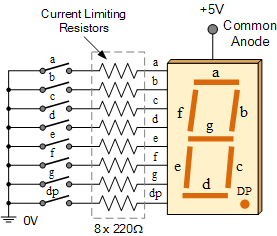 Current Limiting
Resistors
+5V
Common
Anode
a
b
c
d
e
f
g
dp
a
b
c
d
e
f
g
dp
a
f
b
g
e
c
d
DP
0V
8 x 220Ω